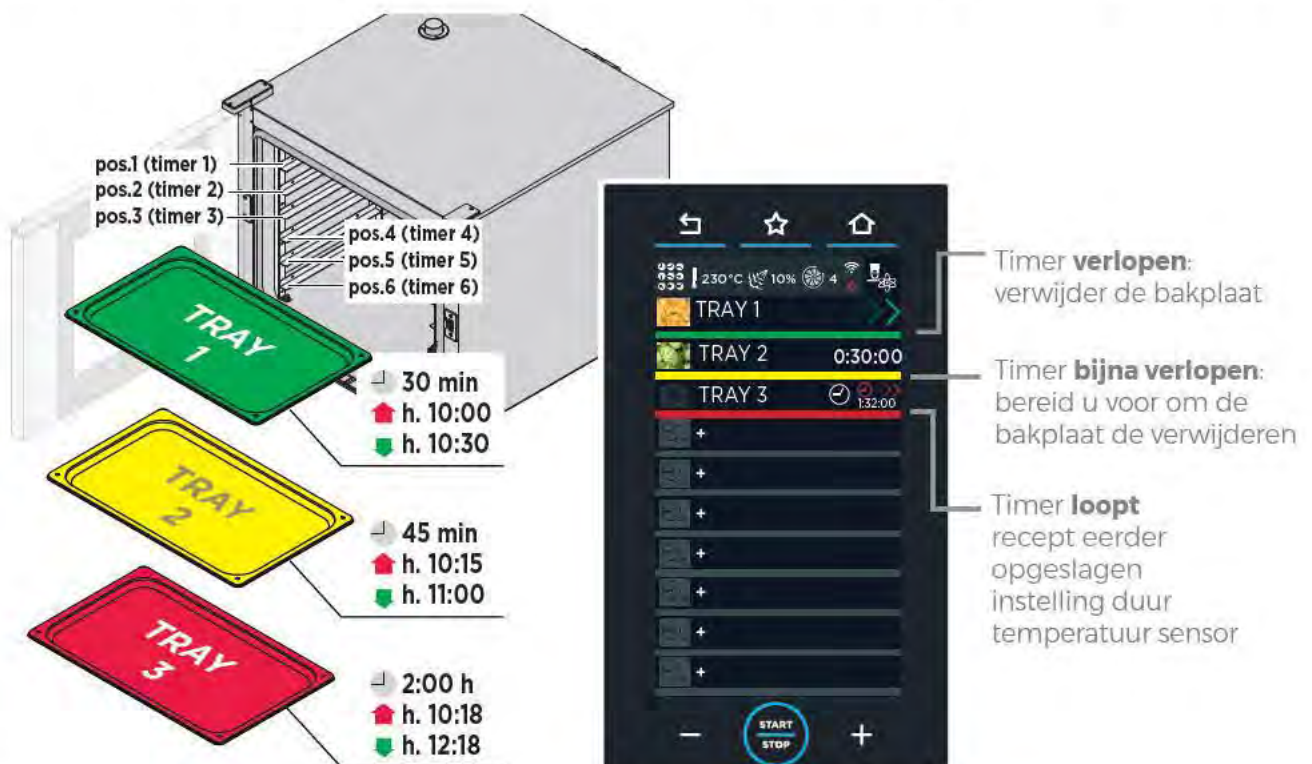 pos.1 (timer 1)
pos.2 (timer 2)
pos.3 (timer 3)
pos.4 (timer 4)
pos.5 (timer 5)
pos.6 (timer 6)
TRAY
1
30 min
h. 10:00
h. 10:30
TRAY
2
45 min
h. 10:15
h. 11:00
TRAY
3
2:00 h
h. 10:18
h. 12:18
230°C 10% 4
TRAY 1
TRAY 2 0:30:00
TRAY 3
1:32:00
+
+
+
+
+
+
+
− START +
STOP
Timer verlopen:
verwijder de bakplaat
Timer bijna verlopen:
bereid u voor om de
bakplaat de verwijderen
Timer loopt
recept eerder
opgeslagen
instelling duur
temperatuur sensor